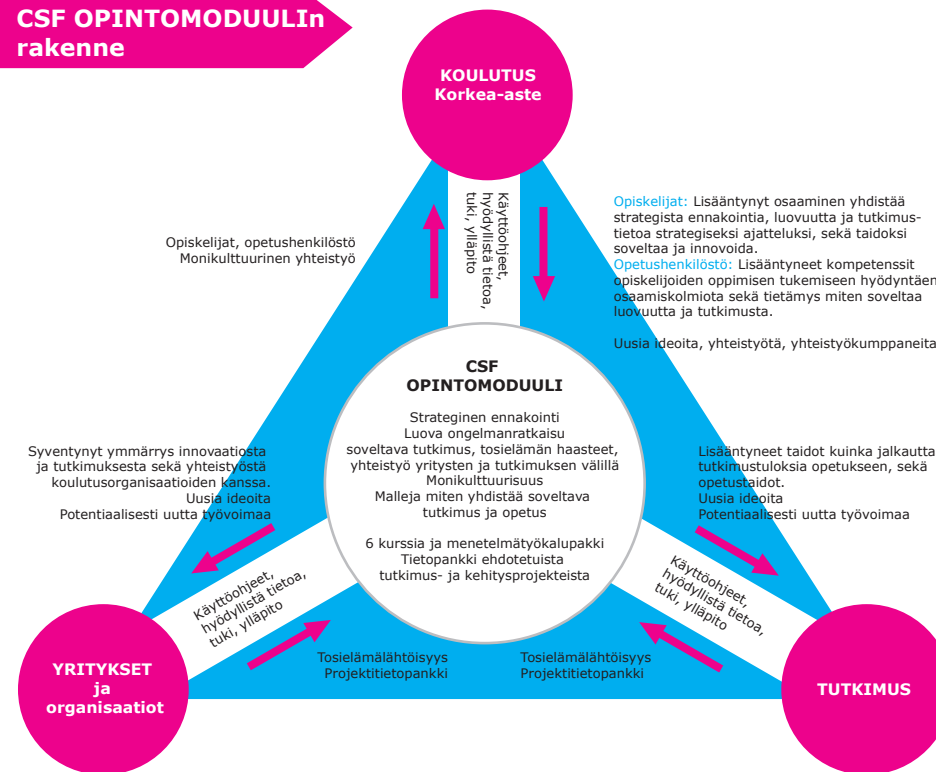 CSF OPINTOMODUULIn
rakenne
KOULUTUS
Korkea-aste
Käyttöohjeet,
hyödyllistä tietoa,
tuki, ylläpito
Opiskelijat, opetushenkilöstö
Monikulttuurinen yhteistyö
Opiskelijat: Lisääntynyt osaaminen yhdistää
strategista ennakointia, luovuutta ja tutkimus-
tietoa strategiseksi ajatteluksi, sekä taidoksi
soveltaa ja innovoida.
Opetushenkilöstö: Lisääntyneet kompetenssit
opiskelijoiden oppimisen tukemiseen hyödyntäen
osaamiskolmiota sekä tietämys miten soveltaa
luovuutta ja tutkimusta.
Uusia ideoita, yhteistyötä, yhteistyökumppaneita
CSF
OPINTOMODUULI
Strateginen ennakointi
Luova ongelmanratkaisu
soveltava tutkimus, tosielämän haasteet,
yhteistyö yritysten ja tutkimuksen välillä
Monikulttuurisuus
Malleja miten yhdistää soveltava
tutkimus ja opetus
6 kurssia ja menetelmätyökalupakki
Tietopankki ehdotetuista
tutkimus- ja kehitysprojekteista
Syventynyt ymmärrys innovaatiosta
ja tutkimuksesta sekä yhteistyöstä
koulutusorganisaatioiden kanssa.
Uusia ideoita
Potentiaalisesti uutta työvoimaa
Lisääntyneet taidot kuinka jalkautta
tutkimustuloksia opetukseen, sekä
opetustaidot.
Uusia ideoita
Potentiaalisesti uutta työvoimaa
Käyttöohjeet,
hyödyllistä tietoa,
tuki, ylläpito
Käyttöohjeet,
hyödyllistä tietoa,
tuki, ylläpito
Tosielämälähtöisyys
Projektitietopankki
Tosielämälähtöisyys
Projektitietopankki
YRITYKSET
ja
organisaatiot
TUTKIMUS